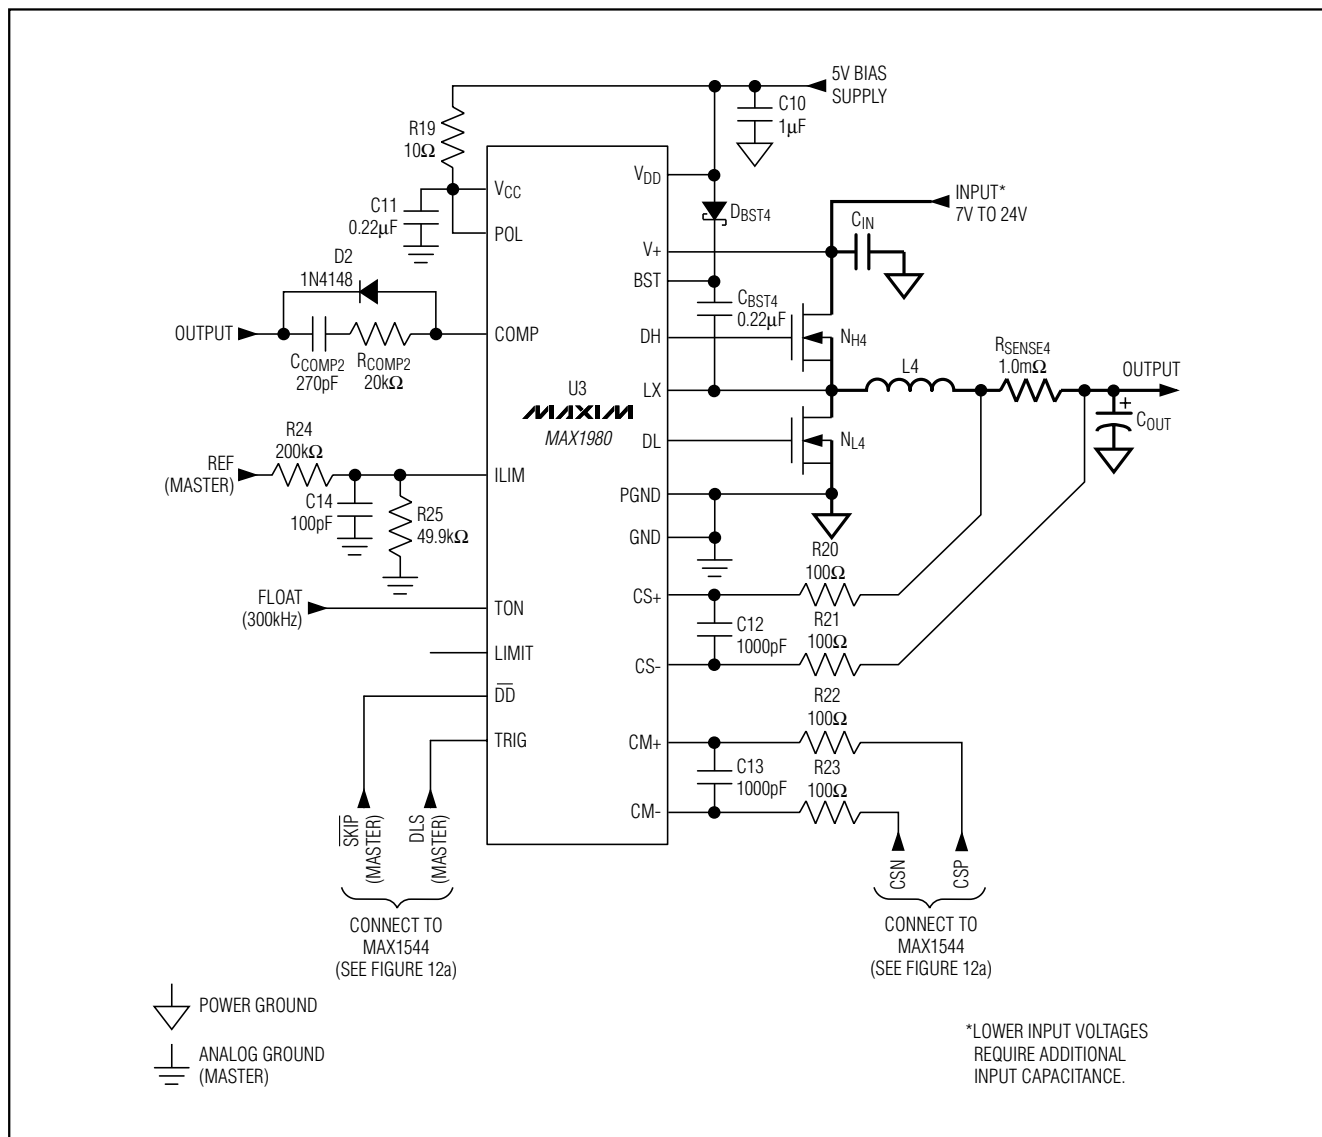 5V BIAS
SUPPLY
C10
1µF
R19
10Ω
VCC
VDD
C11
0.22µF
POL
DBST4
INPUT*
7V TO 24V
CIN
V+
D2
1N4148
BST
CBST4
0.22µF
OUTPUT
COMP
DH
NH4
CCOMP2
270pF
RCOMP2
20kΩ
RSENSE4
1.0mΩ
L4
OUTPUT
U3
MAXIM
MAX1980
LX
COUT
+
DL
NL4
R24
200kΩ
REF
(MASTER)
ILIM
C14
100pF
R25
49.9kΩ
PGND
GND
R20
100Ω
CS+
FLOAT
(300kHz)
TON
C12
1000pF
R21
100Ω
LIMIT
CS-
DD
R22
100Ω
TRIG
CM+
C13
1000pF
R23
100Ω
CM-
SKIP
(MASTER)
DLS
(MASTER)
CSN
CSP
CONNECT TO
MAX1544
(SEE FIGURE 12a)
CONNECT TO
MAX1544
(SEE FIGURE 12a)
POWER GROUND
ANALOG GROUND
(MASTER)
*LOWER INPUT VOLTAGES
REQUIRE ADDITIONAL
INPUT CAPACITANCE.